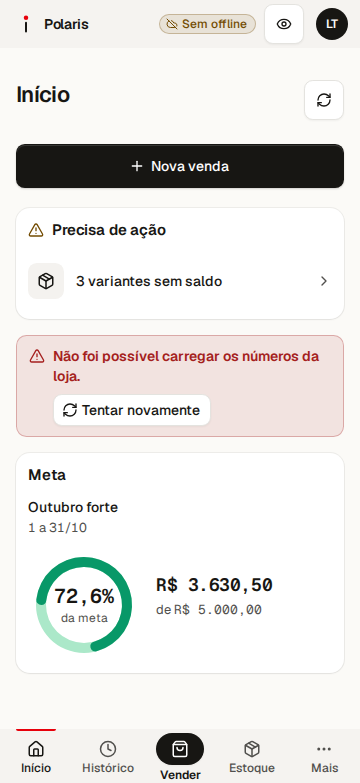 Polaris
Sem offline
LT
Início
Nova venda
Precisa de ação
3 variantes sem saldo
Não foi possível carregar os números da
loja.
Tentar novamente
Meta
Outubro forte
1 a 31/10
72,6%
da meta
R$ 3.630,50
de R$ 5.000,00
Início
Histórico
Vender
Estoque
Mais